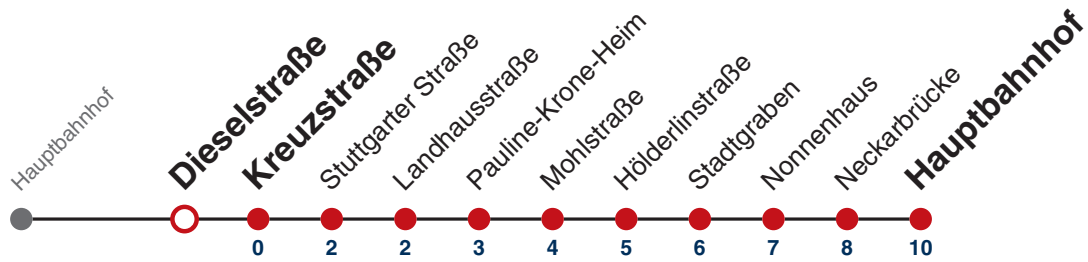 Hauptbahnhof
Dieselstraße
Kreuzstraße
Stuttgarter Straße
Landhausstraße
Pauline-Krone-Heim
Mohlstraße
Hölderlinstraße
Stadtgraben
Nonnenhaus
Neckarbrücke
Hauptbahnhof
0 2 2 3 4 5 6 7 8 10